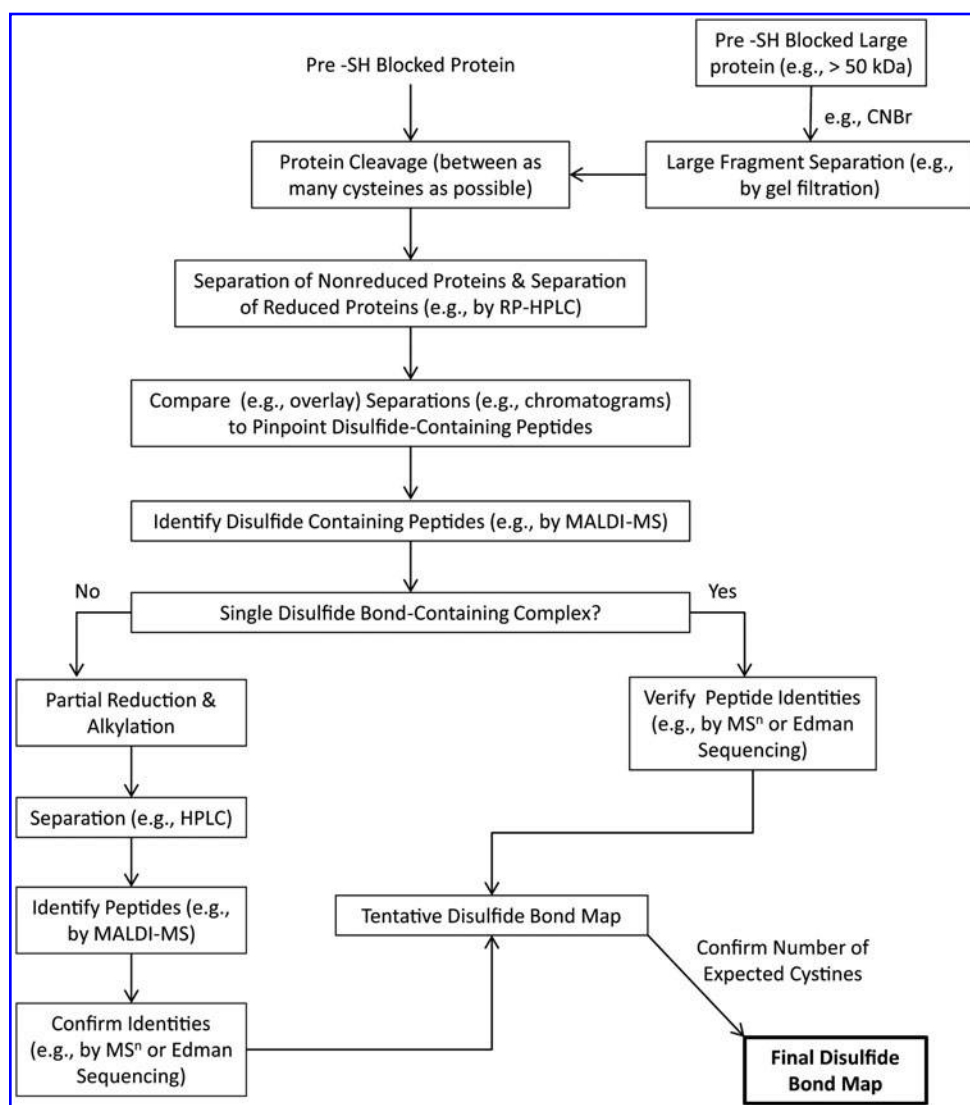 Pre -SH Blocked Protein
Pre -SH Blocked Large
protein (e.g., > 50 kDa)
e.g., CNBr
Protein Cleavage (between as
many cysteines as possible)
Large Fragment Separation (e.g.,
by gel filtration)
Separation of Nonreduced Proteins & Separation
of Reduced Proteins (e.g., by RP-HPLC)
Compare (e.g., overlay) Separations (e.g., chromatograms)
to Pinpoint Disulfide-Containing Peptides
Identify Disulfide Containing Peptides (e.g., by MALDI-MS)
No
Yes
Single Disulfide Bond-Containing Complex?
Partial Reduction &
Alkylation
Verify Peptide Identities
(e.g., by MSⁿ or Edman
Sequencing)
Separation (e.g., HPLC)
Identify Peptides (e.g.,
by MALDI-MS)
Tentative Disulfide Bond Map
Confirm Number of
Expected Cystines
Confirm Identities
(e.g., by MSⁿ or Edman
Sequencing)
Final Disulfide
Bond Map